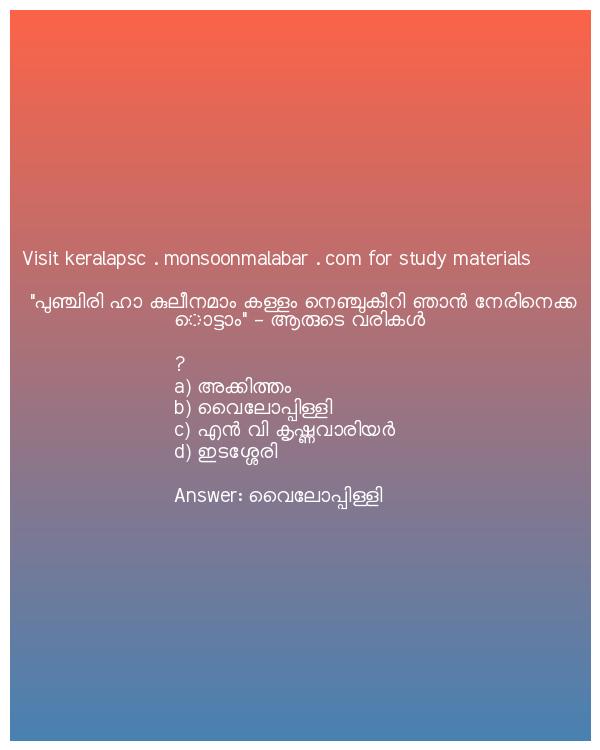 Visit keralapsc . monsoonmalabar . com for study materials
"പുഞ്ചിരി ഹാ കുലീനമാം കള്ളം നെഞ്ചുകീറി ഞാൻ നേരിനെക്ക
ൊട്ടാം" – ആരുടെ വരികൾ
?
a) അക്കിത്തം
b) വൈലോപ്പിള്ളി
c) എൻ വി കൃഷ്ണവാരിയർ
d) ഇടശ്ശേരി
Answer: വൈലോപ്പിള്ളി